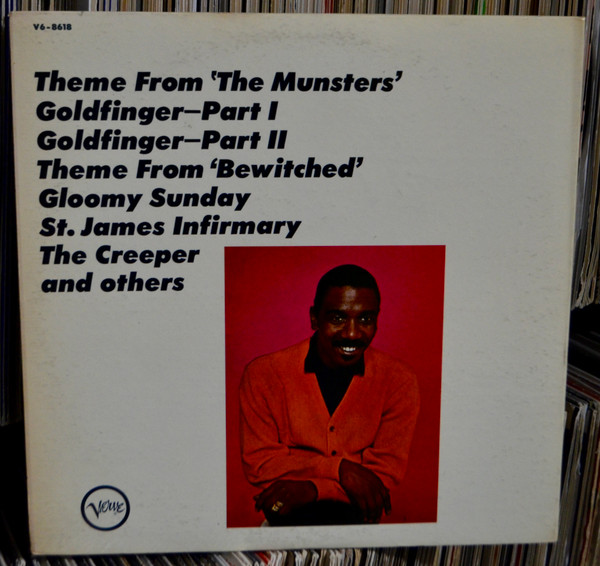 V6-8618
Theme From ‘The Munsters’
Goldfinger—Part I
Goldfinger—Part II
Theme From ‘Bewitched’
Gloomy Sunday
St. James Infirmary
The Creeper
and others
Verve